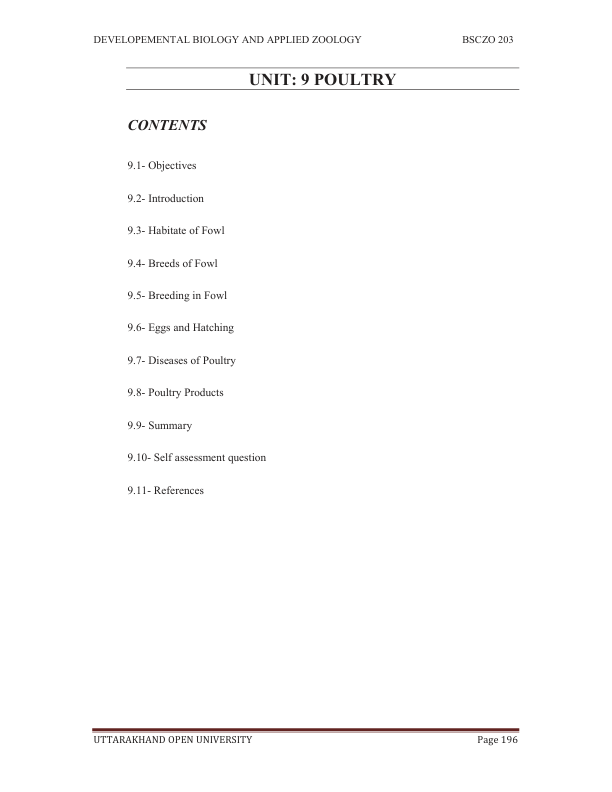 DEVELOPEMENTAL BIOLOGY AND APPLIED ZOOLOGY BSCZO 203
UNIT: 9 POULTRY
CONTENTS
9.1- Objectives
9.2- Introduction
9.3- Habitate of Fowl
9.4- Breeds of Fowl
9.5- Breeding in Fowl
9.6- Eggs and Hatching
9.7- Diseases of Poultry
9.8- Poultry Products
9.9- Summary
9.10- Self assessment question
9.11- References
UTTARAKHAND OPEN UNIVERSITY Page 196